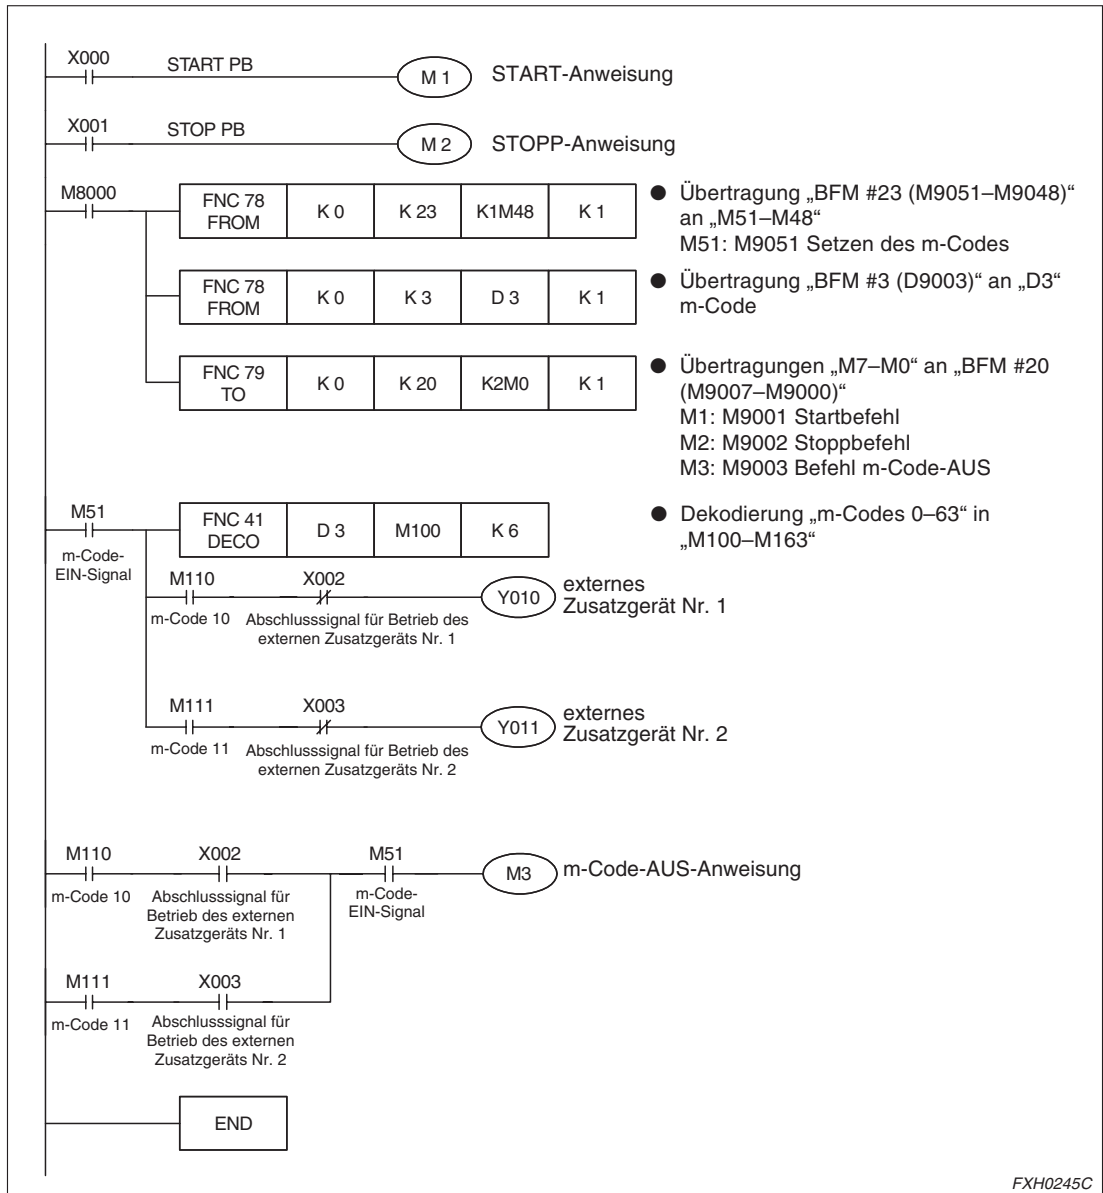 X000
START PB
M 1
START-Anweisung
X001
STOP PB
M 2
STOPP-Anweisung
M8000
FNC 78
FROM
K 0
K 23
K1M48
K 1
● Übertragung „BFM #23 (M9051–M9048)“
an „M51–M48“
M51: M9051 Setzen des m-Codes
FNC 78
FROM
K 0
K 3
D 3
K 1
● Übertragung „BFM #3 (D9003)“ an „D3“
m-Code
FNC 79
TO
K 0
K 20
K2M0
K 1
● Übertragungen „M7–M0“ an „BFM #20
(M9007–M9000)“
M1: M9001 Startbefehl
M2: M9002 Stoppbefehl
M3: M9003 Befehl m-Code-AUS
M51
m-Code-
EIN-Signal
FNC 41
DECO
D 3
M100
K 6
● Dekodierung „m-Codes 0–63“ in
„M100–M163“
M110
m-Code 10
X002
Abschlusssignal für Betrieb des
externen Zusatzgeräts Nr. 1
Y010
externes
Zusatzgerät Nr. 1
M111
m-Code 11
X003
Abschlusssignal für Betrieb des
externen Zusatzgeräts Nr. 2
Y011
externes
Zusatzgerät Nr. 2
M110
m-Code 10
X002
Abschlusssignal für
Betrieb des externen
Zusatzgeräts Nr. 1
M51
m-Code-
EIN-Signal
M3
m-Code-AUS-Anweisung
M111
m-Code 11
X003
Abschlusssignal für
Betrieb des externen
Zusatzgeräts Nr. 2
END
FXH0245C